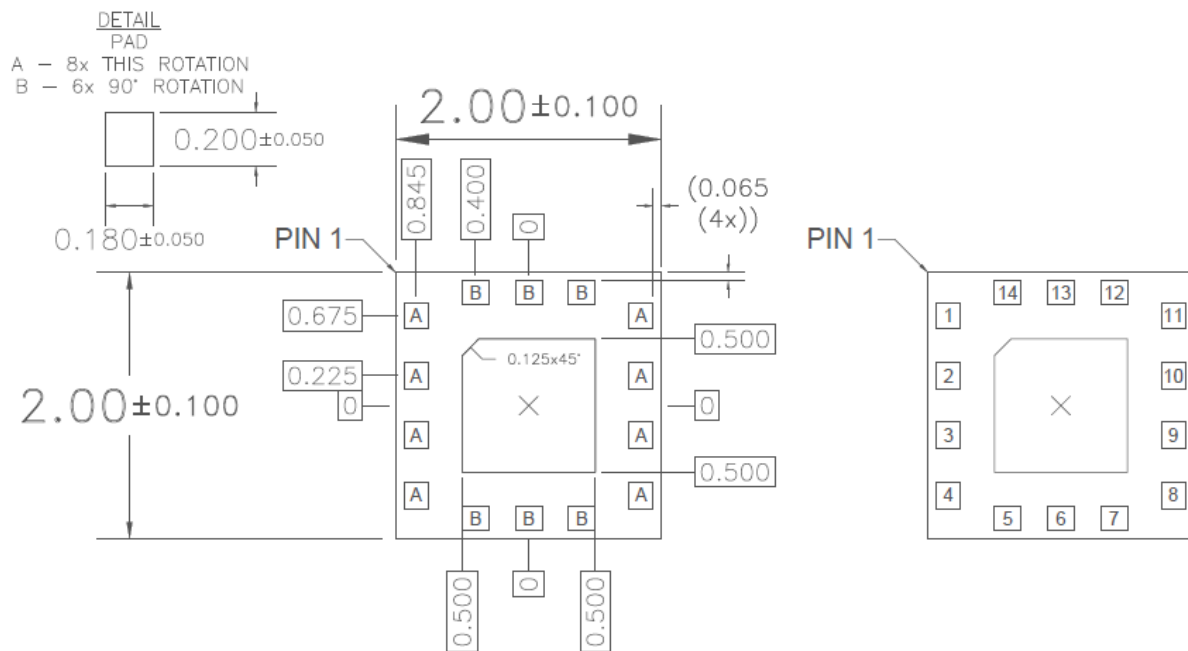 DETAIL
PAD
A – 8x THIS ROTATION
B – 6x 90° ROTATION
0.200±0.050
0.180±0.050
2.00±0.100
0.845
0.400
0
(0.065
(4x))
PIN 1
B B B
A A
0.675
0.500
0.125x45°
0.225
A A
2.00±0.100
0
0
A A
0.500
A A
B B B
0.500
0
0.500
PIN 1
14 13 12
1 11
2 10
3 9
4 8
5 6 7